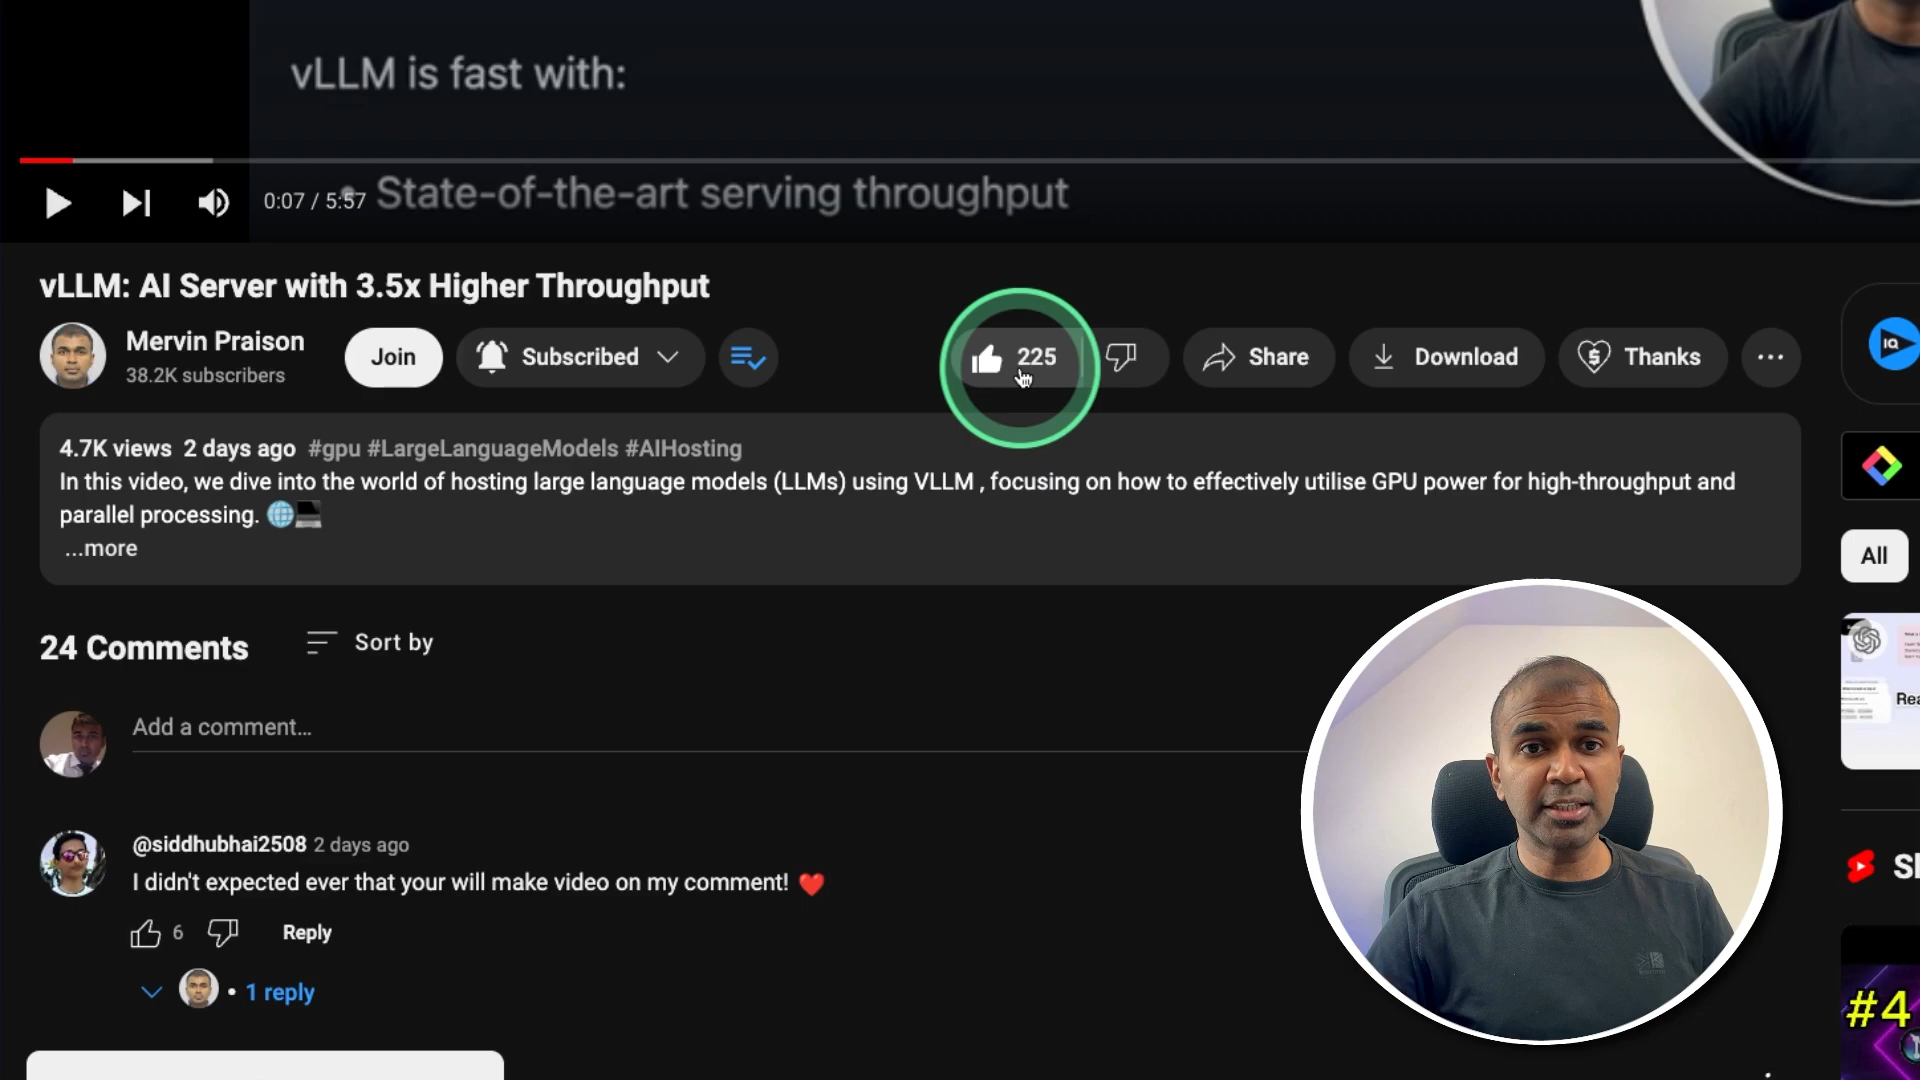 vLLM is fast with:
• State-of-the-art serving throughput
0:07 / 5:57
vLLM: AI Server with 3.5x Higher Throughput
Mervin Praison
38.2K subscribers
Join
Subscribed
225
Share
Download
Thanks
IQ
4.7K views 2 days ago #gpu #LargeLanguageModels #AIHosting
In this video, we dive into the world of hosting large language models (LLMs) using VLLM , focusing on how to effectively utilise GPU power for high-throughput and
parallel processing. 🌐💻
...more
All
24 Comments
Sort by
Add a comment...
@siddhubhai2508 2 days ago
I didn't expected ever that your will make video on my comment! ❤️
6
Reply
• 1 reply
#4